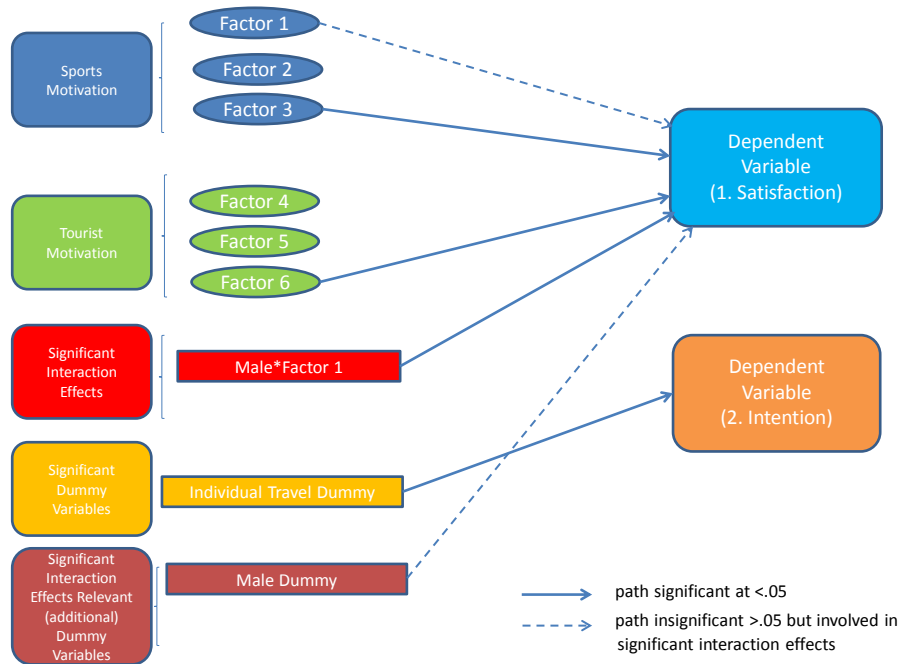 Sports
Motivation
Factor 1
Factor 2
Factor 3
Tourist
Motivation
Factor 4
Factor 5
Factor 6
Significant
Interaction
Effects
Male*Factor 1
Significant
Dummy
Variables
Individual Travel Dummy
Significant
Interaction
Effects Relevant
(additional)
Dummy
Variables
Male Dummy
Dependent
Variable
(1. Satisfaction)
Dependent
Variable
(2. Intention)
path significant at <.05
path insignificant >.05 but involved in
significant interaction effects